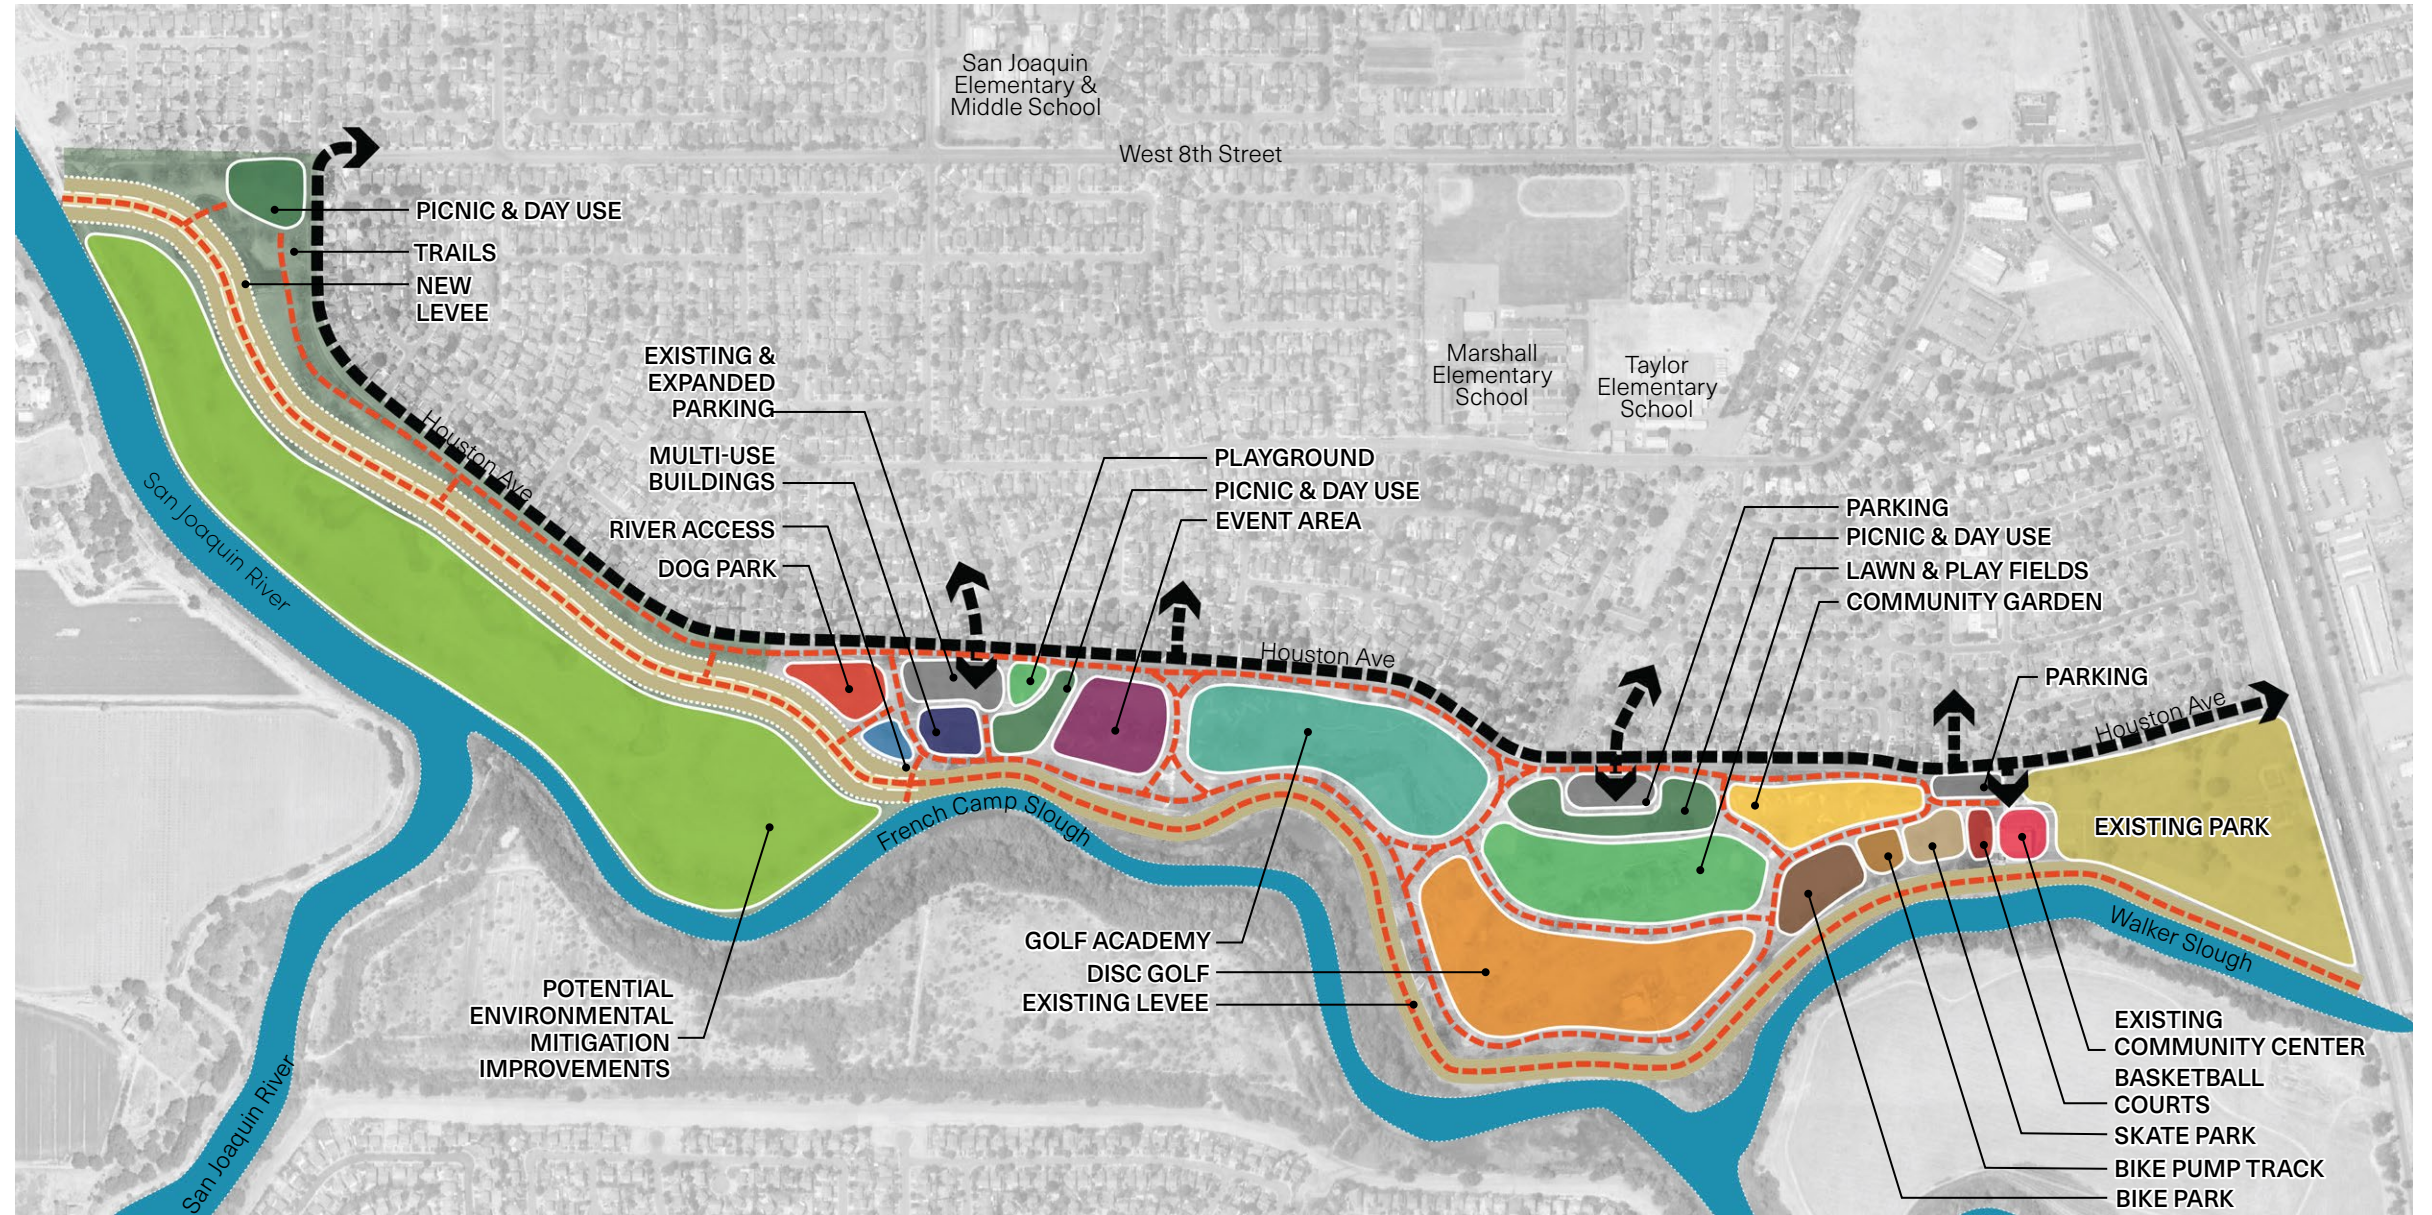 San Joaquin
Elementary &
Middle School
West 8th Street
PICNIC & DAY USE
TRAILS
NEW
LEVEE
Houston Ave
San Joaquin River
EXISTING &
EXPANDED
PARKING
MULTI-USE
BUILDINGS
RIVER ACCESS
DOG PARK
PLAYGROUND
PICNIC & DAY USE
EVENT AREA
Marshall
Elementary
School
Taylor
Elementary
School
Houston Ave
PARKING
PICNIC & DAY USE
LAWN & PLAY FIELDS
COMMUNITY GARDEN
PARKING
Houston Ave
EXISTING PARK
French Camp Slough
Walker Slough
GOLF ACADEMY
DISC GOLF
EXISTING LEVEE
POTENTIAL
ENVIRONMENTAL
MITIGATION
IMPROVEMENTS
San Joaquin River
EXISTING
COMMUNITY CENTER
BASKETBALL
COURTS
SKATE PARK
BIKE PUMP TRACK
BIKE PARK